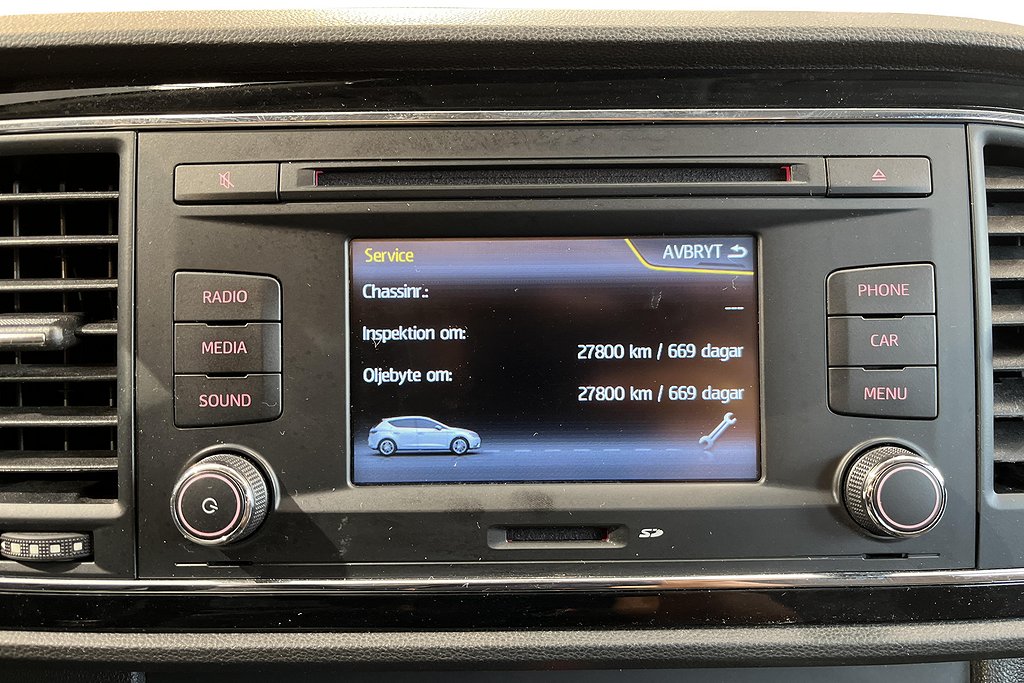 Service
AVBRYT
Chassinr.:
---
Inspektion om:
27800 km / 669 dagar
Oljebyte om:
27800 km / 669 dagar
RADIO
MEDIA
SOUND
PHONE
CAR
MENU
SD